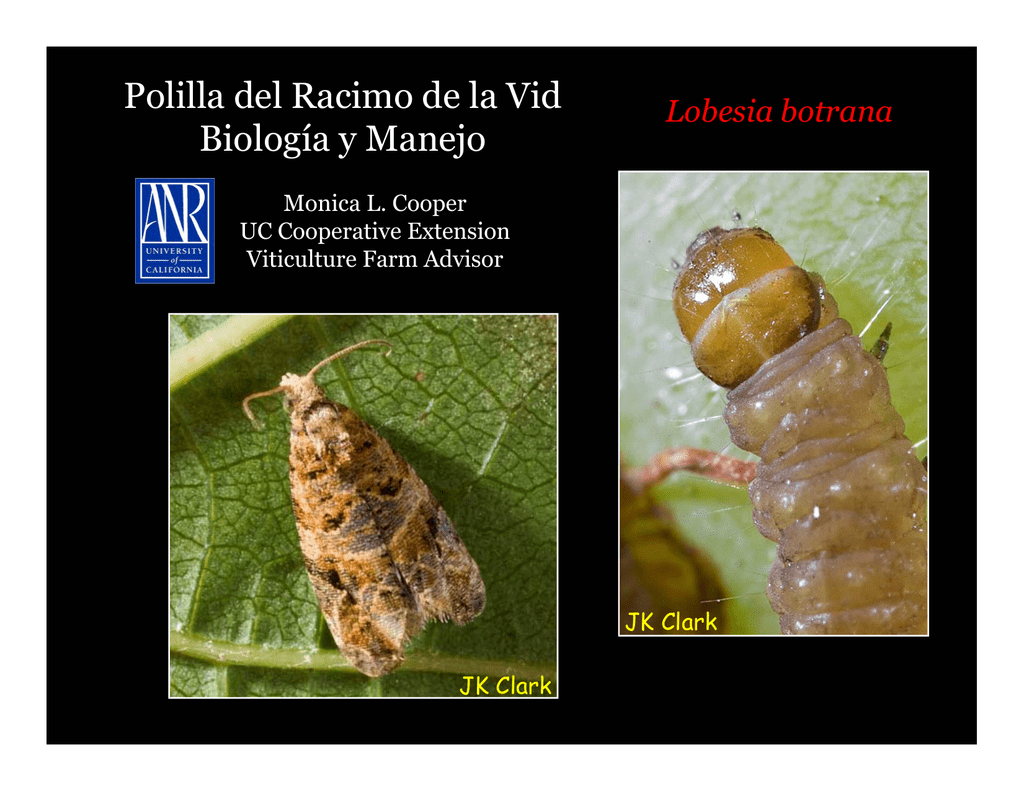 Polilla del Racimo de la Vid
Biología y Manejo
Lobesia botrana
Monica L. Cooper
UC Cooperative Extension
Viticulture Farm Advisor
ANR
UNIVERSITY
of
CALIFORNIA
JK Clark
JK Clark